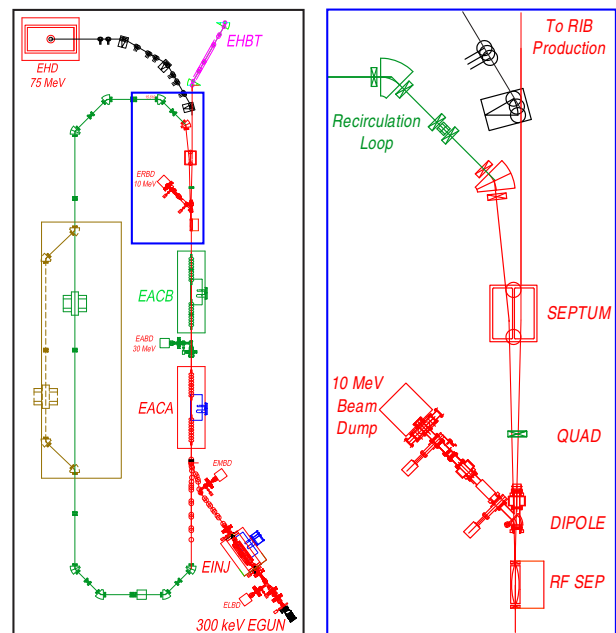 EHD
75 MeV
EHBT
ERBD
10 MeV
EACB
EABD
30 MeV
EACA
EMBD
EINJ
ELBD
300 keV EGUN
To RIB
Production
Recirculation
Loop
SEPTUM
10 MeV
Beam
Dump
QUAD
DIPOLE
RF SEP